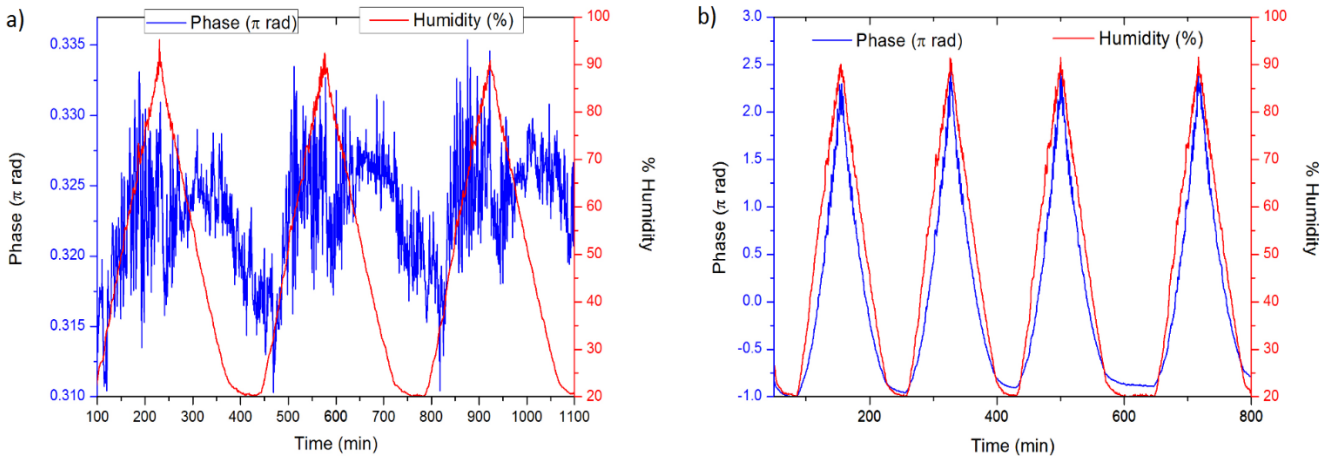 a)
Phase (π rad)
Humidity (%)
0.335
0.330
0.325
0.320
0.315
0.310
Phase (π rad)
100
90
80
70
60
50
40
30
20
% Humidity
100 200 300 400 500 600 700 800 900 1000 1100
Time (min)
b)
Phase (π rad)
Humidity (%)
3.0
2.5
2.0
1.5
1.0
0.5
0.0
-0.5
-1.0
Phase (π rad)
100
90
80
70
60
50
40
30
20
% Humidity
200 400 600 800
Time (min)